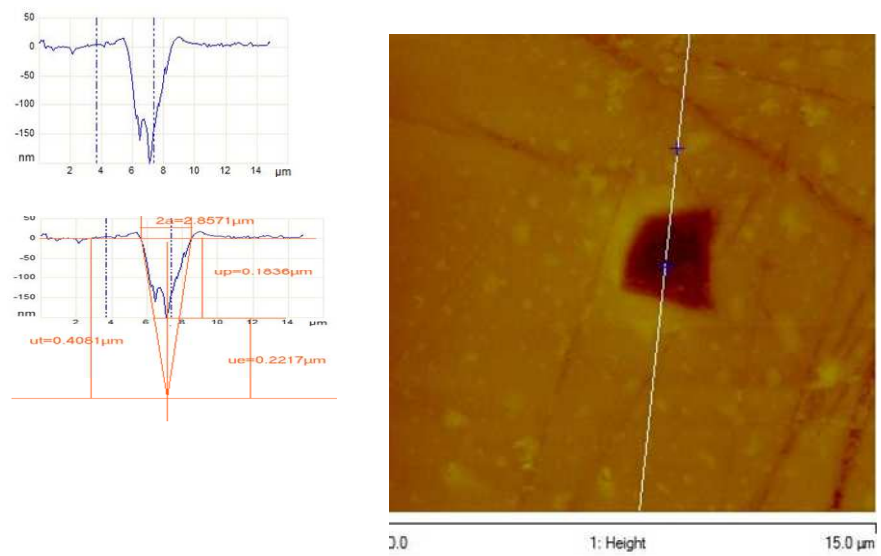 50
0
-50
-100
-150
nm
2 4 6 8 10 12 14 µm
50
2a=2.8571µm
0
-50
up=0.1836µm
-100
-150
nm
2 4 6 8 10 12 14 µm
ut=0.4081µm
ue=0.2217µm
0.0 1: Height 15.0 µm